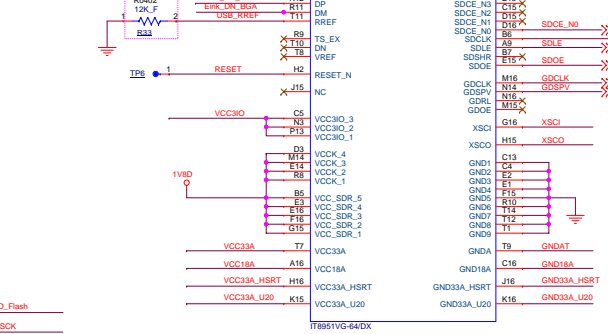 R0402
12K_F
1 2
R33
Eink_DN_BGA
USB_RREF
R11
T11
DP
DM
RREF
R9
T10
T8
TS_EX
DN
VREF
TP6 1 RESET H2 RESET_N
J15 NC
VCC3IO C5 VCC3IO_3
N3 VCC3IO_2
P13 VCC3IO_1
D3 VCCK_4
M14 VCCK_3
E14 VCCK_2
R8 VCCK_1
1V8D
B5 VCC_SDR_5
E3 VCC_SDR_4
E16 VCC_SDR_3
F16 VCC_SDR_2
G15 VCC_SDR_1
VCC33A T7 VCC33A
VCC18A A16 VCC18A
VCC33A_HSRT H16 VCC33A_HSRT
VCC33A_U20 K15 VCC33A_U20
SDCE_N3
SDCE_N2 C15
SDCE_N1 D15
SDCE_N0 D16 SDCE_N0
SDCLK B6
SDLE A9 SDLE
SDSHR B7
SDOE E15 SDOE
GDCLK M16 GDCLK
GDSPV N14 GDSPV
GDRL N16
GDOE M15
XSCI G16 XSCI
XSCO H15 XSCO
GND1 C13
GND2 C4
GND3 E2
GND4 E1
GND5 F15
GND6 R10
GND7 T14
GND8 T12
GND9 T1
GNDA T9 GNDAT
GND18A C16 GND18A
GND33A_HSRT J16 GND33A_HSRT
GND33A_U20 K16 GND33A_U20
IT8951VG-64/DX
_Flash
SCK